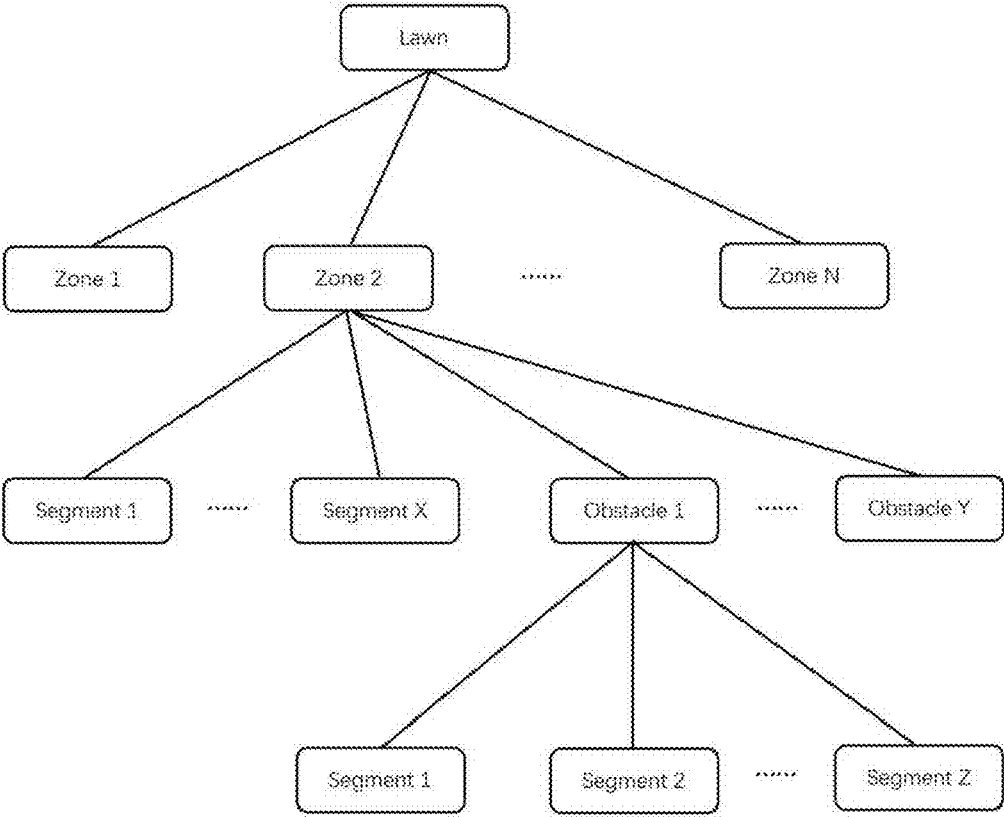 Lawn
Zone 1
Zone 2
......
Zone N
Segment 1
......
Segment X
Obstacle 1
......
Obstacle Y
Segment 1
Segment 2
......
Segment Z